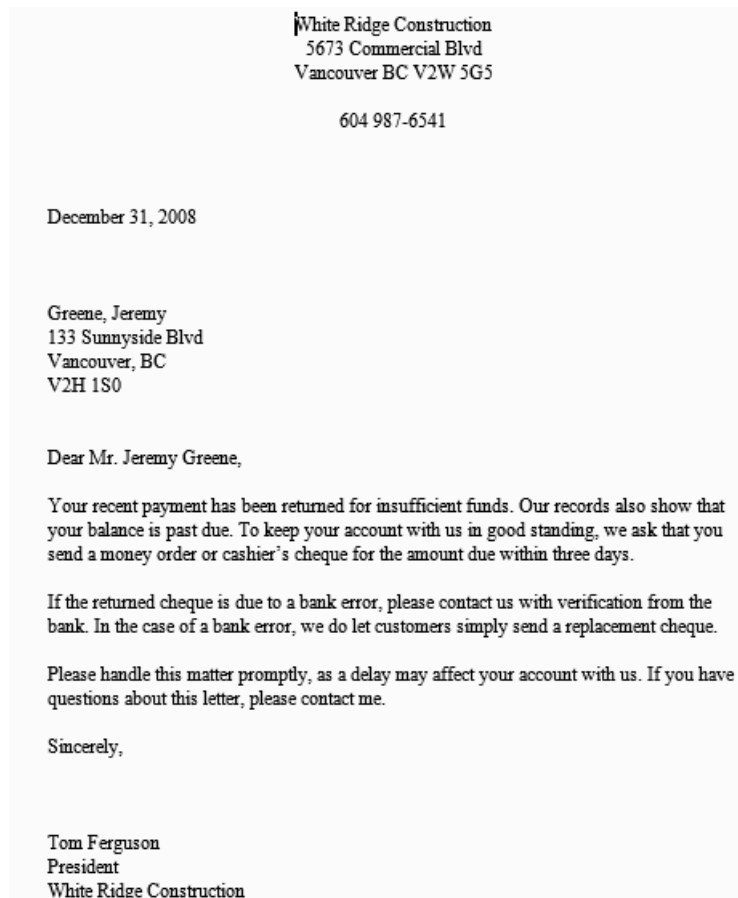 White Ridge Construction
5673 Commercial Blvd
Vancouver BC V2W 5G5
604 987-6541
December 31, 2008
Greene, Jeremy
133 Sunnyside Blvd
Vancouver, BC
V2H 1S0
Dear Mr. Jeremy Greene,
Your recent payment has been returned for insufficient funds. Our records also show that
your balance is past due. To keep your account with us in good standing, we ask that you
send a money order or cashier’s cheque for the amount due within three days.
If the returned cheque is due to a bank error, please contact us with verification from the
bank. In the case of a bank error, we do let customers simply send a replacement cheque.
Please handle this matter promptly, as a delay may affect your account with us. If you have
questions about this letter, please contact me.
Sincerely,
Tom Ferguson
President
White Ridge Construction